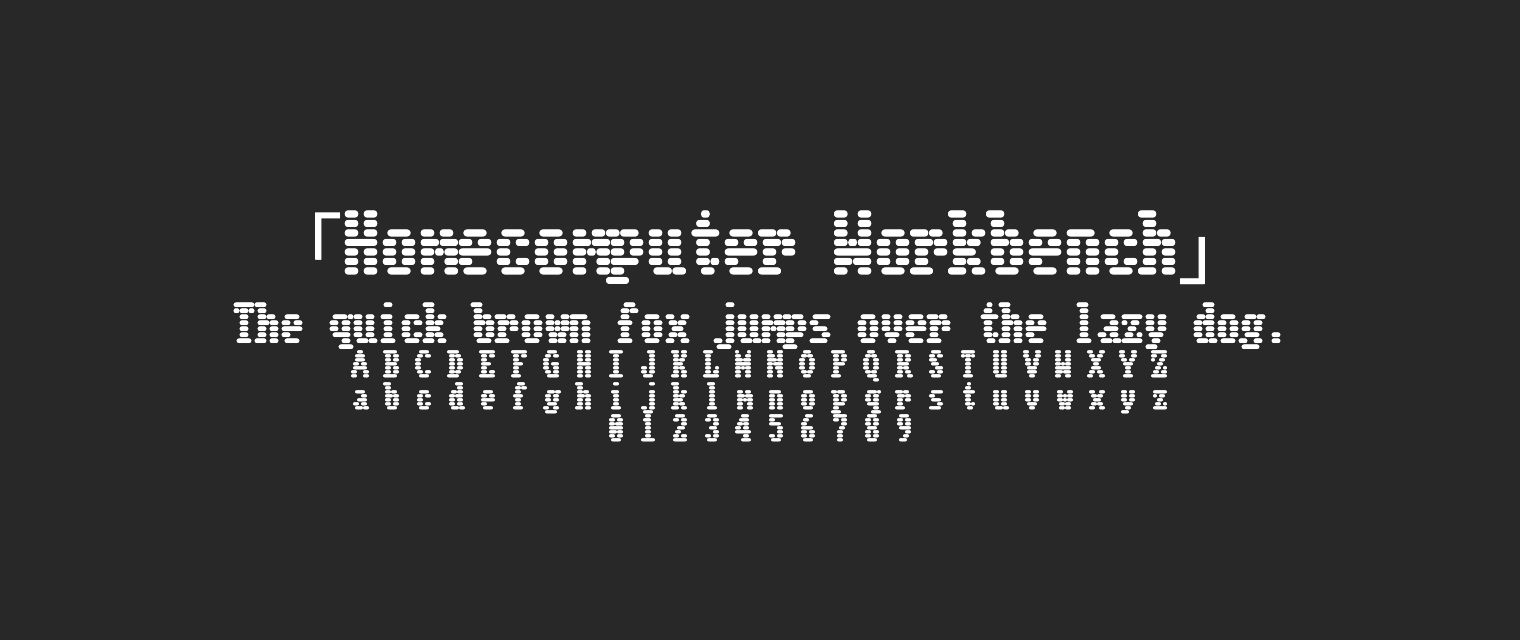 「Homecomputer Workbench」
The quick brown fox jumps over the lazy dog.
A B C D E F G H I J K L M N O P Q R S T U V W X Y Z
a b c d e f g h i j k l m n o p q r s t u v w x y z
0 1 2 3 4 5 6 7 8 9